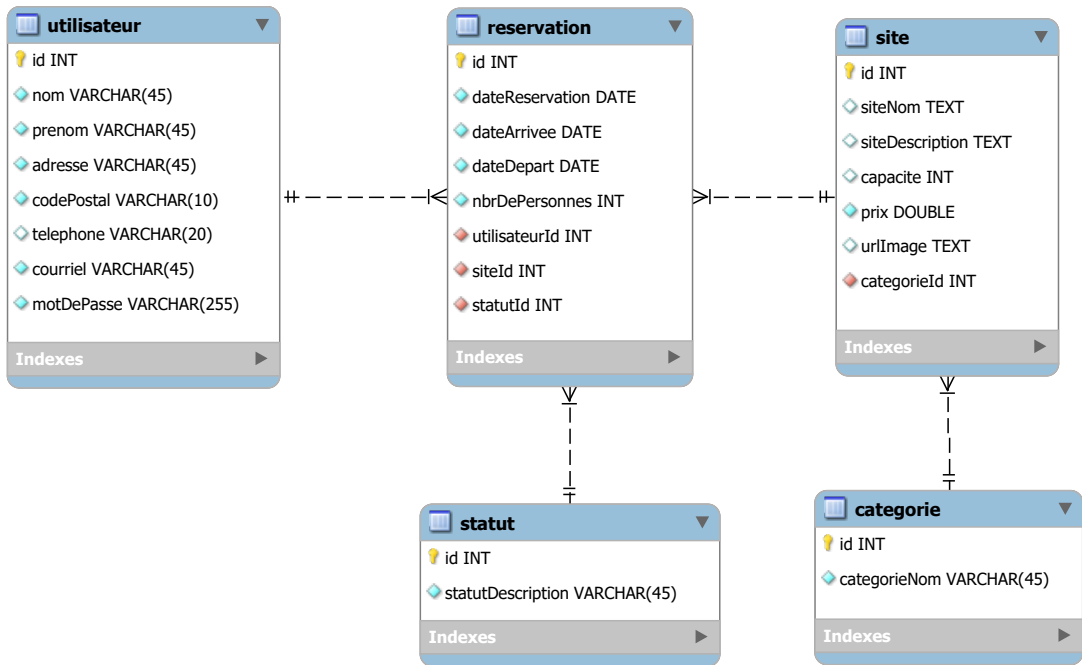 utilisateur
id INT
nom VARCHAR(45)
prenom VARCHAR(45)
adresse VARCHAR(45)
codePostal VARCHAR(10)
telephone VARCHAR(20)
courriel VARCHAR(45)
motDePasse VARCHAR(255)
Indexes
reservation
id INT
dateReservation DATE
dateArrivee DATE
dateDepart DATE
nbrDePersonnes INT
utilisateurId INT
siteId INT
statutId INT
Indexes
site
id INT
siteNom TEXT
siteDescription TEXT
capacite INT
prix DOUBLE
urlImage TEXT
categorieId INT
Indexes
statut
id INT
statutDescription VARCHAR(45)
Indexes
categorie
id INT
categorieNom VARCHAR(45)
Indexes